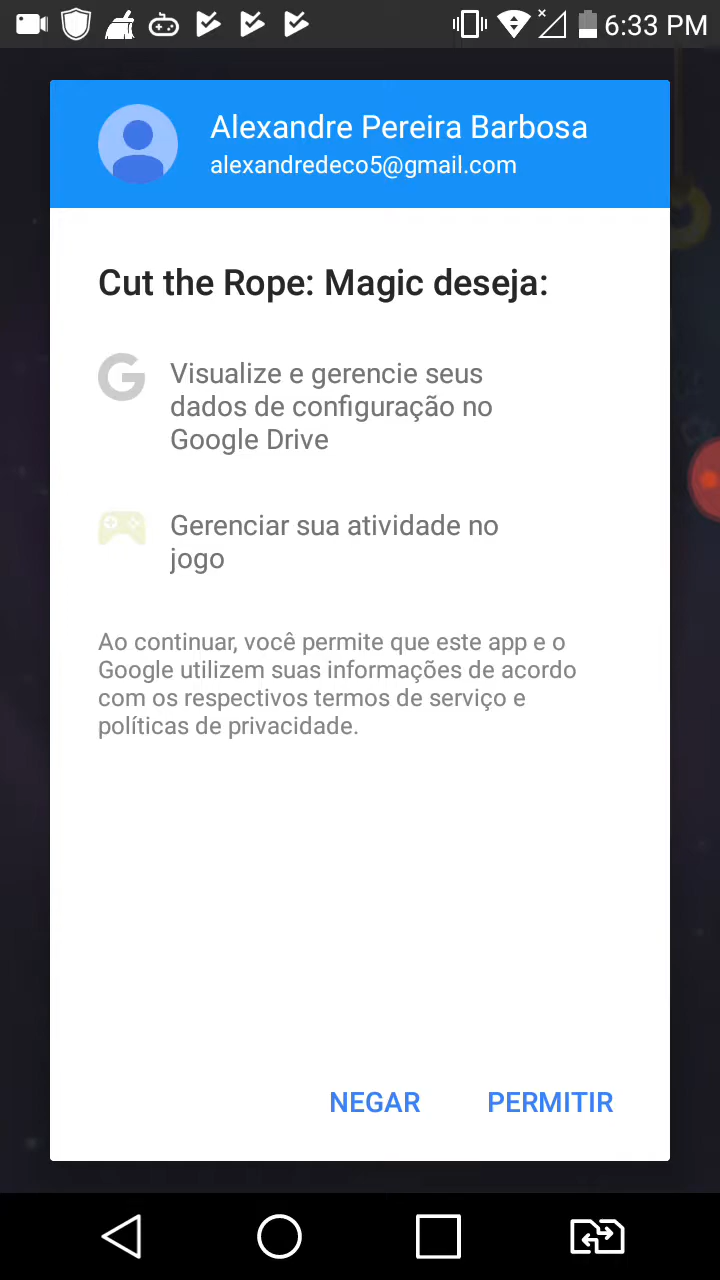 6:33 PM
Alexandre Pereira Barbosa
alexandredeco5@gmail.com
Cut the Rope: Magic deseja:
Visualize e gerencie seus
dados de configuração no
Google Drive
Gerenciar sua atividade no
jogo
Ao continuar, você permite que este app e o
Google utilizem suas informações de acordo
com os respectivos termos de serviço e
políticas de privacidade.
NEGAR PERMITIR